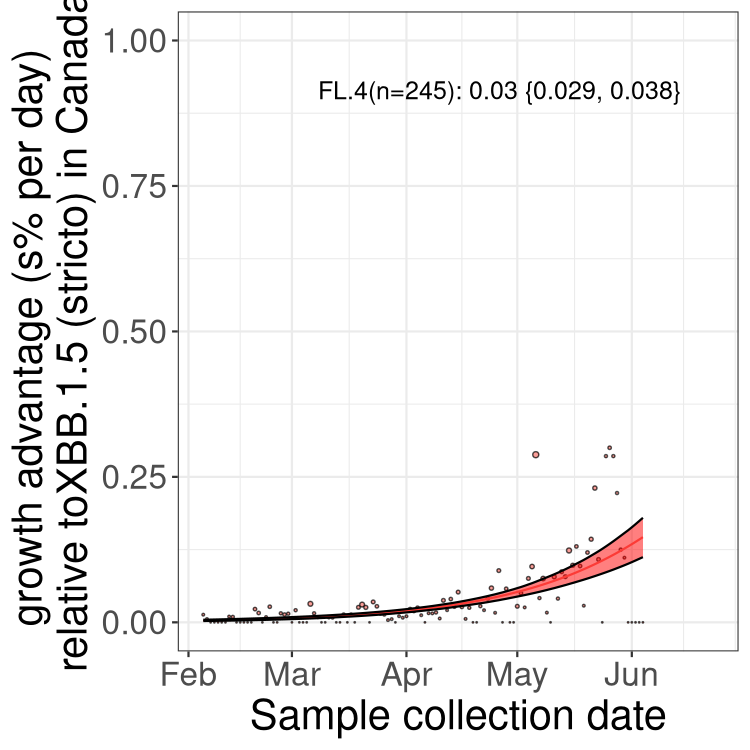 growth advantage (s% per day)
relative toXBB.1.5 (stricto) in Canada
1.00
0.75
0.50
0.25
0.00
FL.4(n=245): 0.03 {0.029, 0.038}
Feb Mar Apr May Jun
Sample collection date